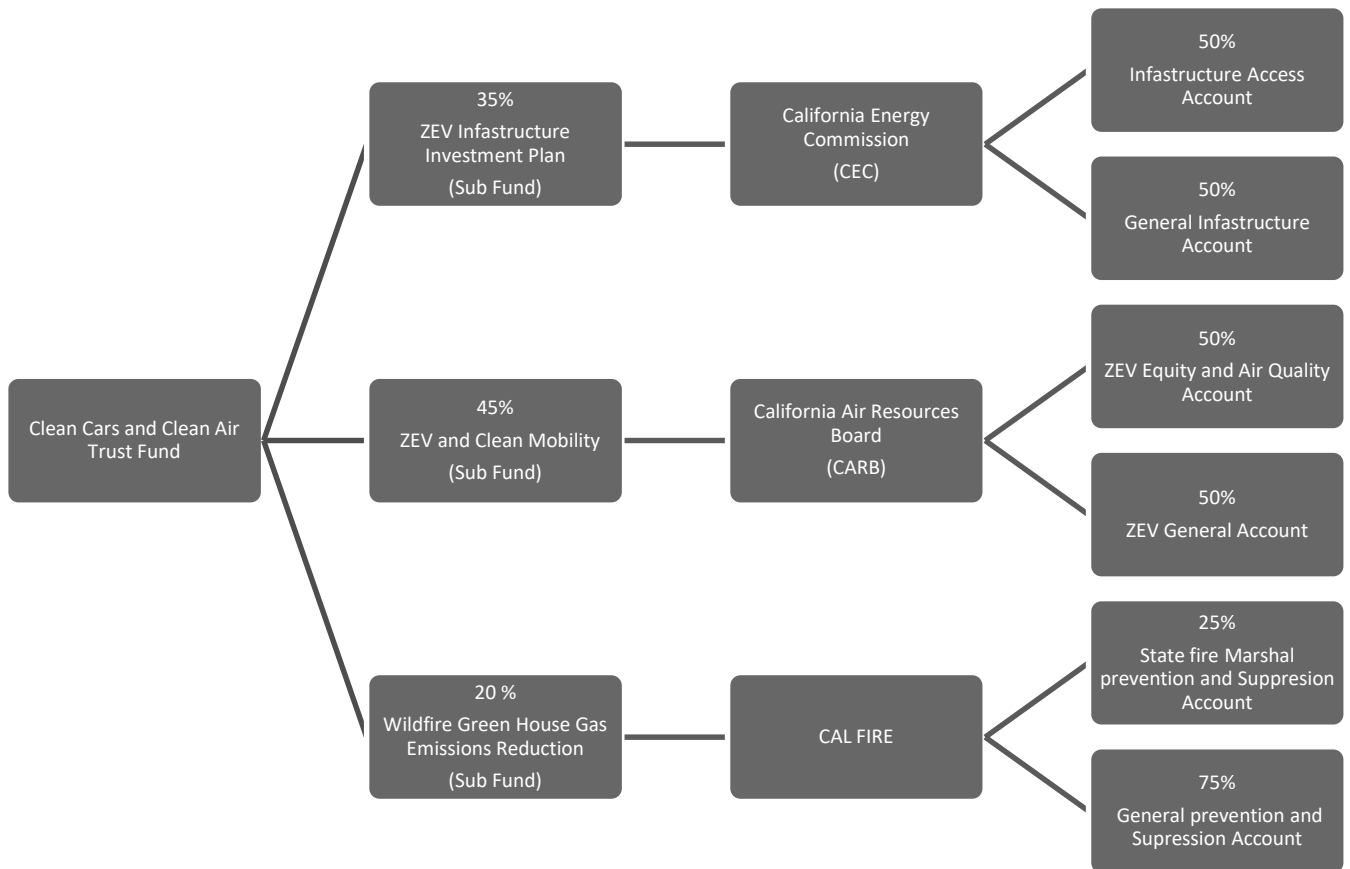 Clean Cars and Clean Air
Trust Fund
35%
ZEV Infastructure
Investment Plan
(Sub Fund)
California Energy
Commission
(CEC)
50%
Infastructure Access
Account
50%
General Infastructure
Account
45%
ZEV and Clean Mobility
(Sub Fund)
California Air Resources
Board
(CARB)
50%
ZEV Equity and Air Quality
Account
50%
ZEV General Account
20 %
Wildfire Green House Gas
Emissions Reduction
(Sub Fund)
CAL FIRE
25%
State fire Marshal
prevention and Suppresion
Account
75%
General prevention and
Supression Account